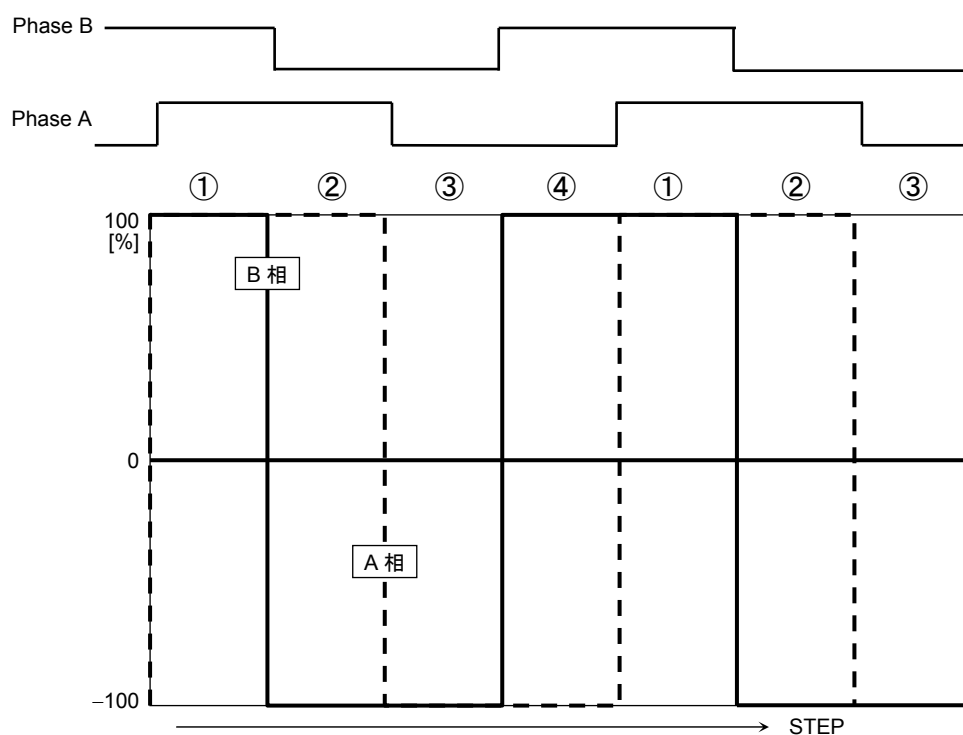 Phase B
Phase A
① ② ③ ④ ① ② ③
100
[%]
B 相
0
A 相
−100
STEP